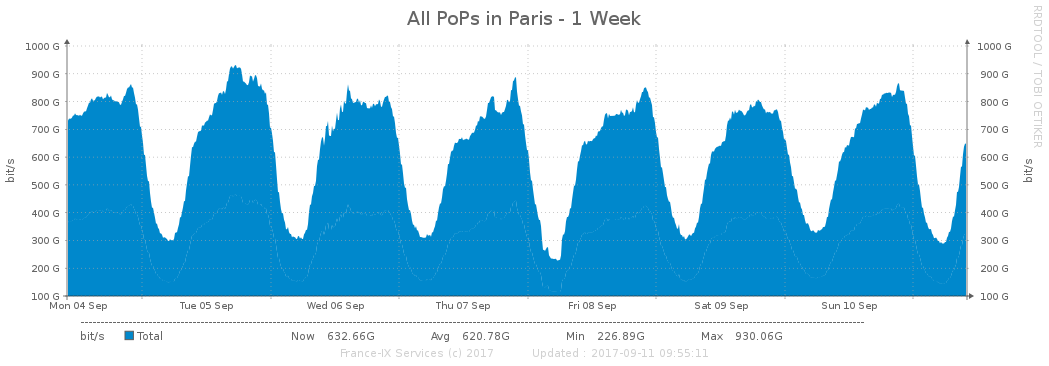 All PoPs in Paris - 1 Week
RRDTOOL / TOBI OETIKER
1000 G 1000 G
900 G 900 G
800 G 800 G
700 G 700 G
600 G 600 G
500 G 500 G
400 G 400 G
300 G 300 G
200 G 200 G
100 G 100 G
bit/s bit/s
Mon 04 Sep Tue 05 Sep Wed 06 Sep Thu 07 Sep Fri 08 Sep Sat 09 Sep Sun 10 Sep
bit/s Total Now 632.66G Avg 620.78G Min 226.89G Max 930.06G
France-IX Services (c) 2017 Updated : 2017-09-11 09:55:11